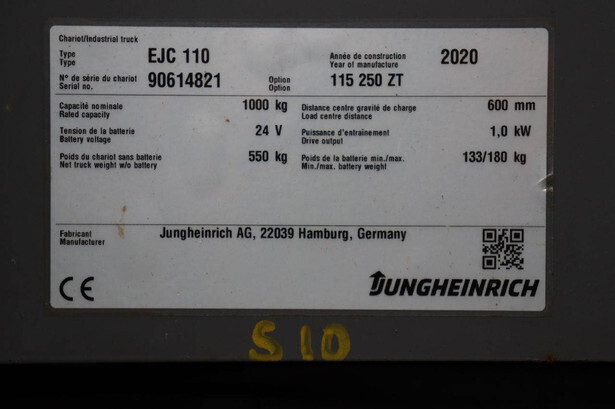 Chariot/Industrial truck
Type EJC 110 Année de construction 2020
Type Year of manufacture
N° de série du chariot 90614821 Option 115 250 ZT
Serial no. Option
Capacité nominale 1000 kg Distance centre gravité de charge 600 mm
Rated capacity Load centre distance
Tension de la batterie 24 V Puissance d'entraînement 1,0 kW
Battery voltage Drive output
Poids du chariot sans batterie 550 kg Poids de la batterie min./max. 133/180 kg
Net truck weight w/o battery Min./max. battery weight
Fabricant Jungheinrich AG, 22039 Hamburg, Germany
Manufacturer
CE JUNGHEINRICH
S10